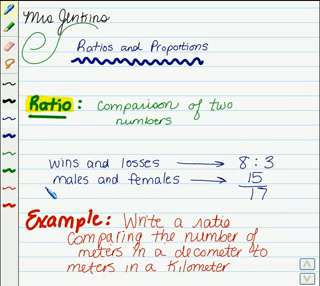 Mrs Jenkins
Ratios and Propotions
Ratio: Comparison of two
numbers
wins and losses → 8 : 3
males and females → 15
17
Example: Write a ratio
comparing the number of
meters in a decometer to
meters in a kilometer